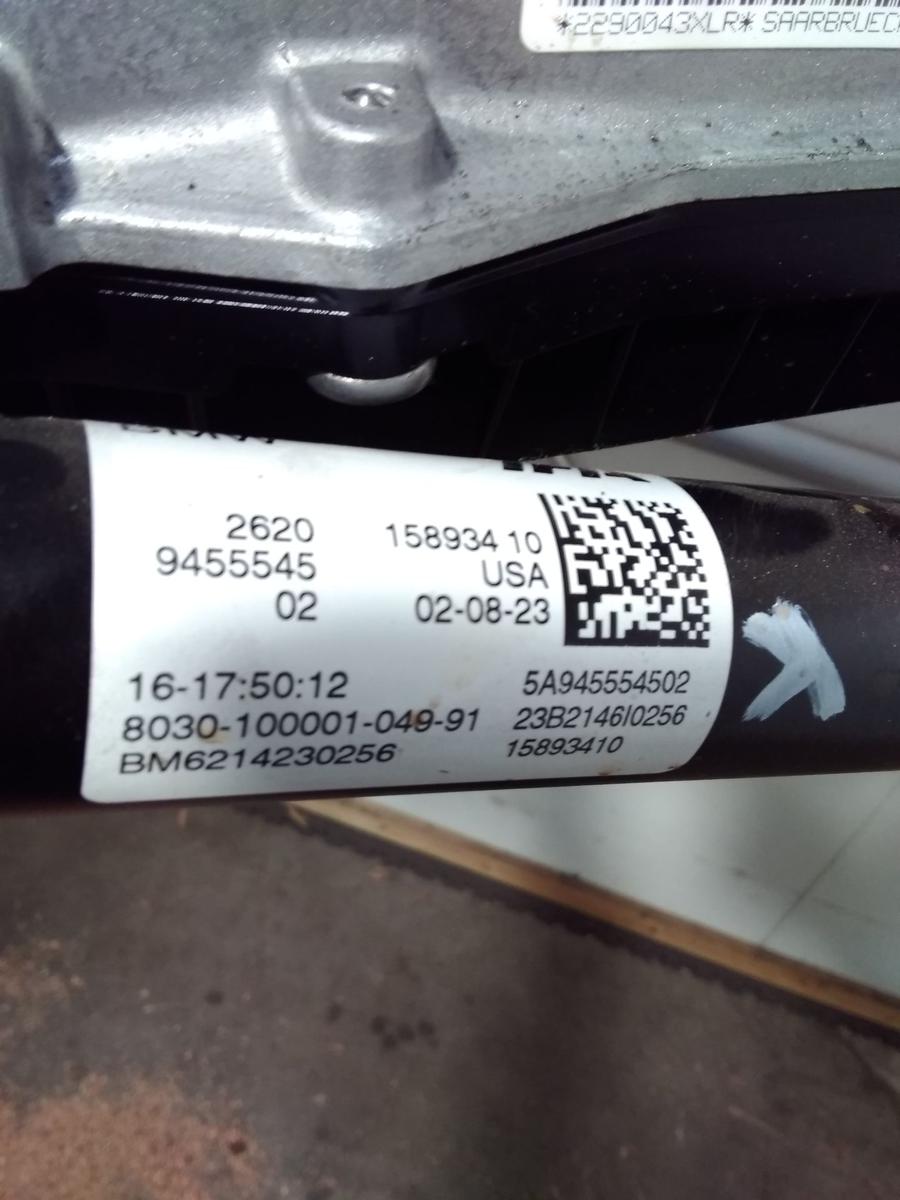 *2290043XLR* SAARBRUEC
BMW
2620
9455545
02
158934 10
USA
02-08-23
16-17:50:12
8030-100001-049-91
BM6214230256
5A945554502
23B2146I0256
15893410